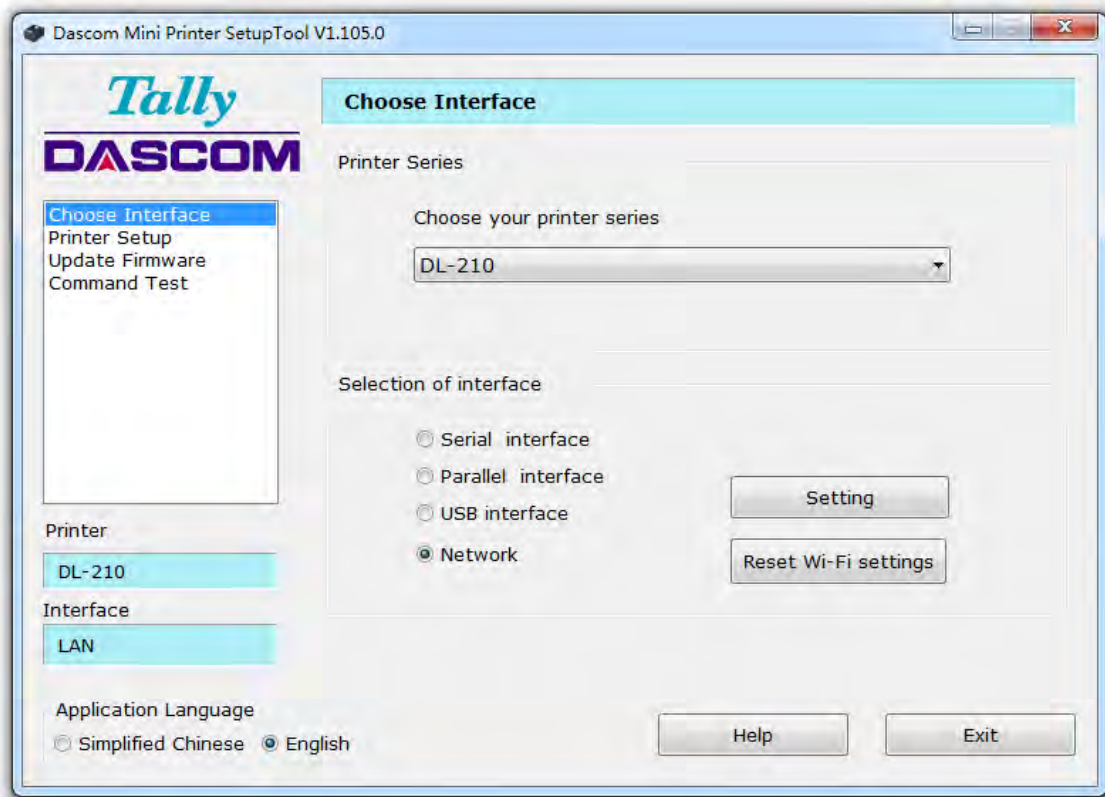 Dascom Mini Printer SetupTool V1.105.0
Tally
DASCOM
Choose Interface
Printer Setup
Update Firmware
Command Test
Printer
DL-210
Interface
LAN
Application Language
Simplified Chinese
English
Choose Interface
Printer Series
Choose your printer series
DL-210
Selection of interface
Serial interface
Parallel interface
USB interface
Network
Setting
Reset Wi-Fi settings
Help
Exit